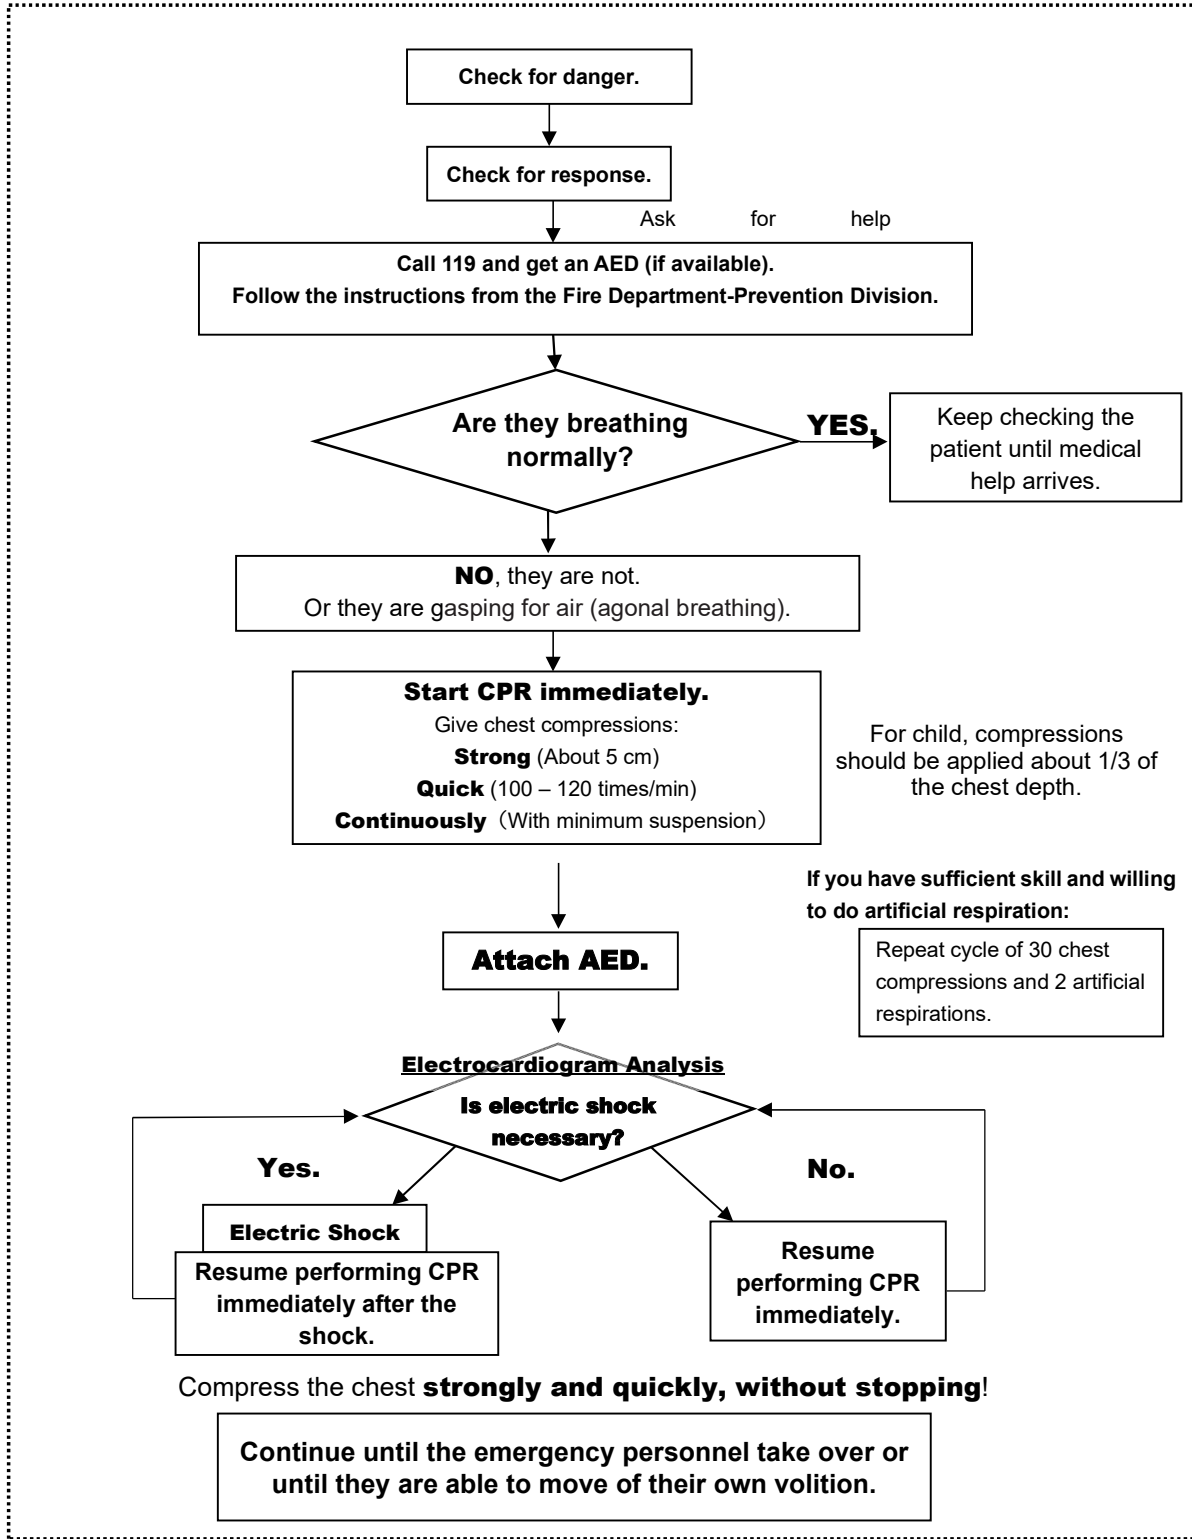 Check for danger.
Check for response.
Ask for help
Call 119 and get an AED (if available).
Follow the instructions from the Fire Department-Prevention Division.
Are they breathing
normally?
YES.
Keep checking the
patient until medical
help arrives.
NO, they are not.
Or they are gasping for air (agonal breathing).
Start CPR immediately.
Give chest compressions:
Strong (About 5 cm)
Quick (100 – 120 times/min)
Continuously（With minimum suspension）
For child, compressions
should be applied about 1/3 of
the chest depth.
If you have sufficient skill and willing
to do artificial respiration:
Repeat cycle of 30 chest
compressions and 2 artificial
respirations.
Attach AED.
Electrocardiogram Analysis
Is electric shock
necessary?
Yes.
No.
Electric Shock
Resume performing CPR
immediately after the
shock.
Resume
performing CPR
immediately.
Compress the chest strongly and quickly, without stopping!
Continue until the emergency personnel take over or
until they are able to move of their own volition.